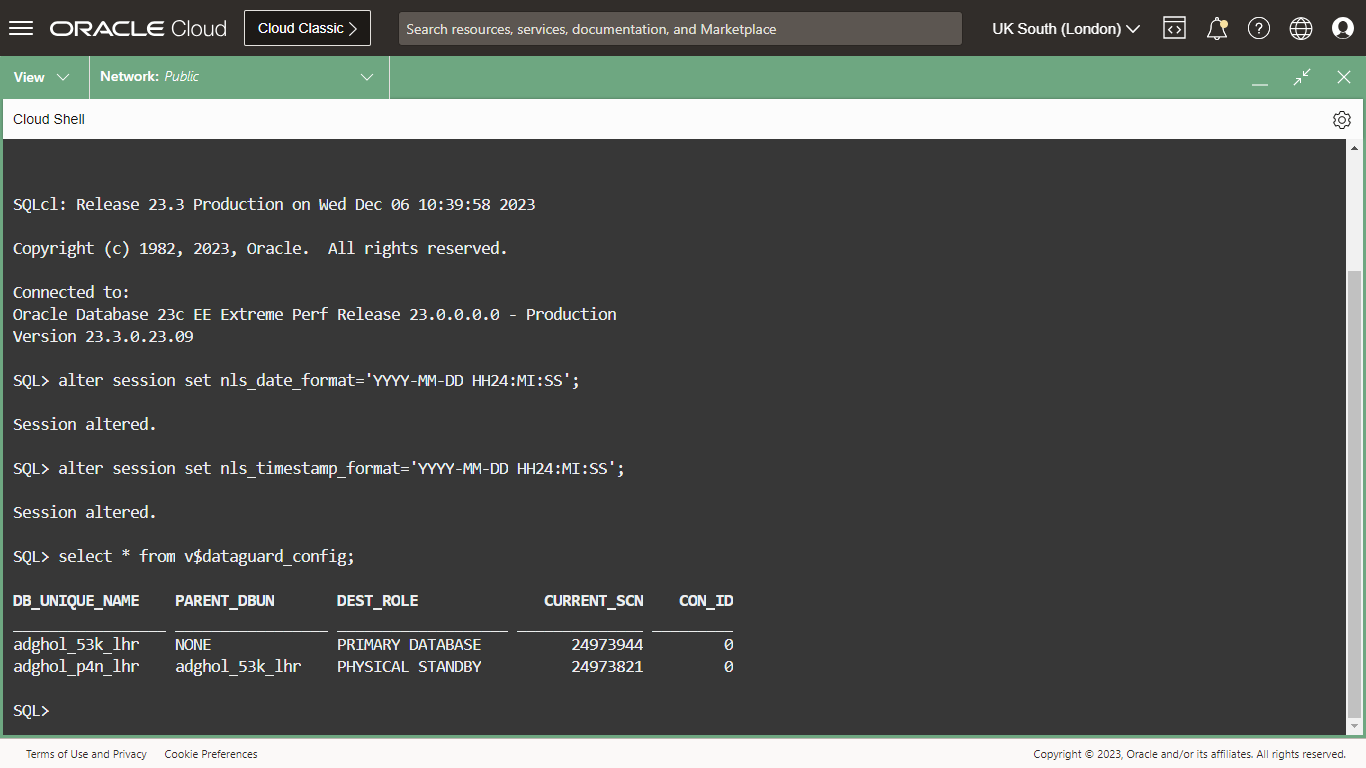 ORACLE Cloud
Cloud Classic
Search resources, services, documentation, and Marketplace
UK South (London)
View
Network: Public
Cloud Shell
SQLcl: Release 23.3 Production on Wed Dec 06 10:39:58 2023
Copyright (c) 1982, 2023, Oracle.  All rights reserved.
Connected to:
Oracle Database 23c EE Extreme Perf Release 23.0.0.0.0 - Production
Version 23.3.0.23.09
SQL> alter session set nls_date_format='YYYY-MM-DD HH24:MI:SS';
Session altered.
SQL> alter session set nls_timestamp_format='YYYY-MM-DD HH24:MI:SS';
Session altered.
SQL> select * from v$dataguard_config;
DB_UNIQUE_NAME    PARENT_DBUN       DEST_ROLE              CURRENT_SCN    CON_ID
adghol_53k_lhr    NONE              PRIMARY DATABASE          24973944         0
adghol_p4n_lhr    adghol_53k_lhr    PHYSICAL STANDBY          24973821         0
SQL>
Terms of Use and Privacy
Cookie Preferences
Copyright © 2023, Oracle and/or its affiliates. All rights reserved.